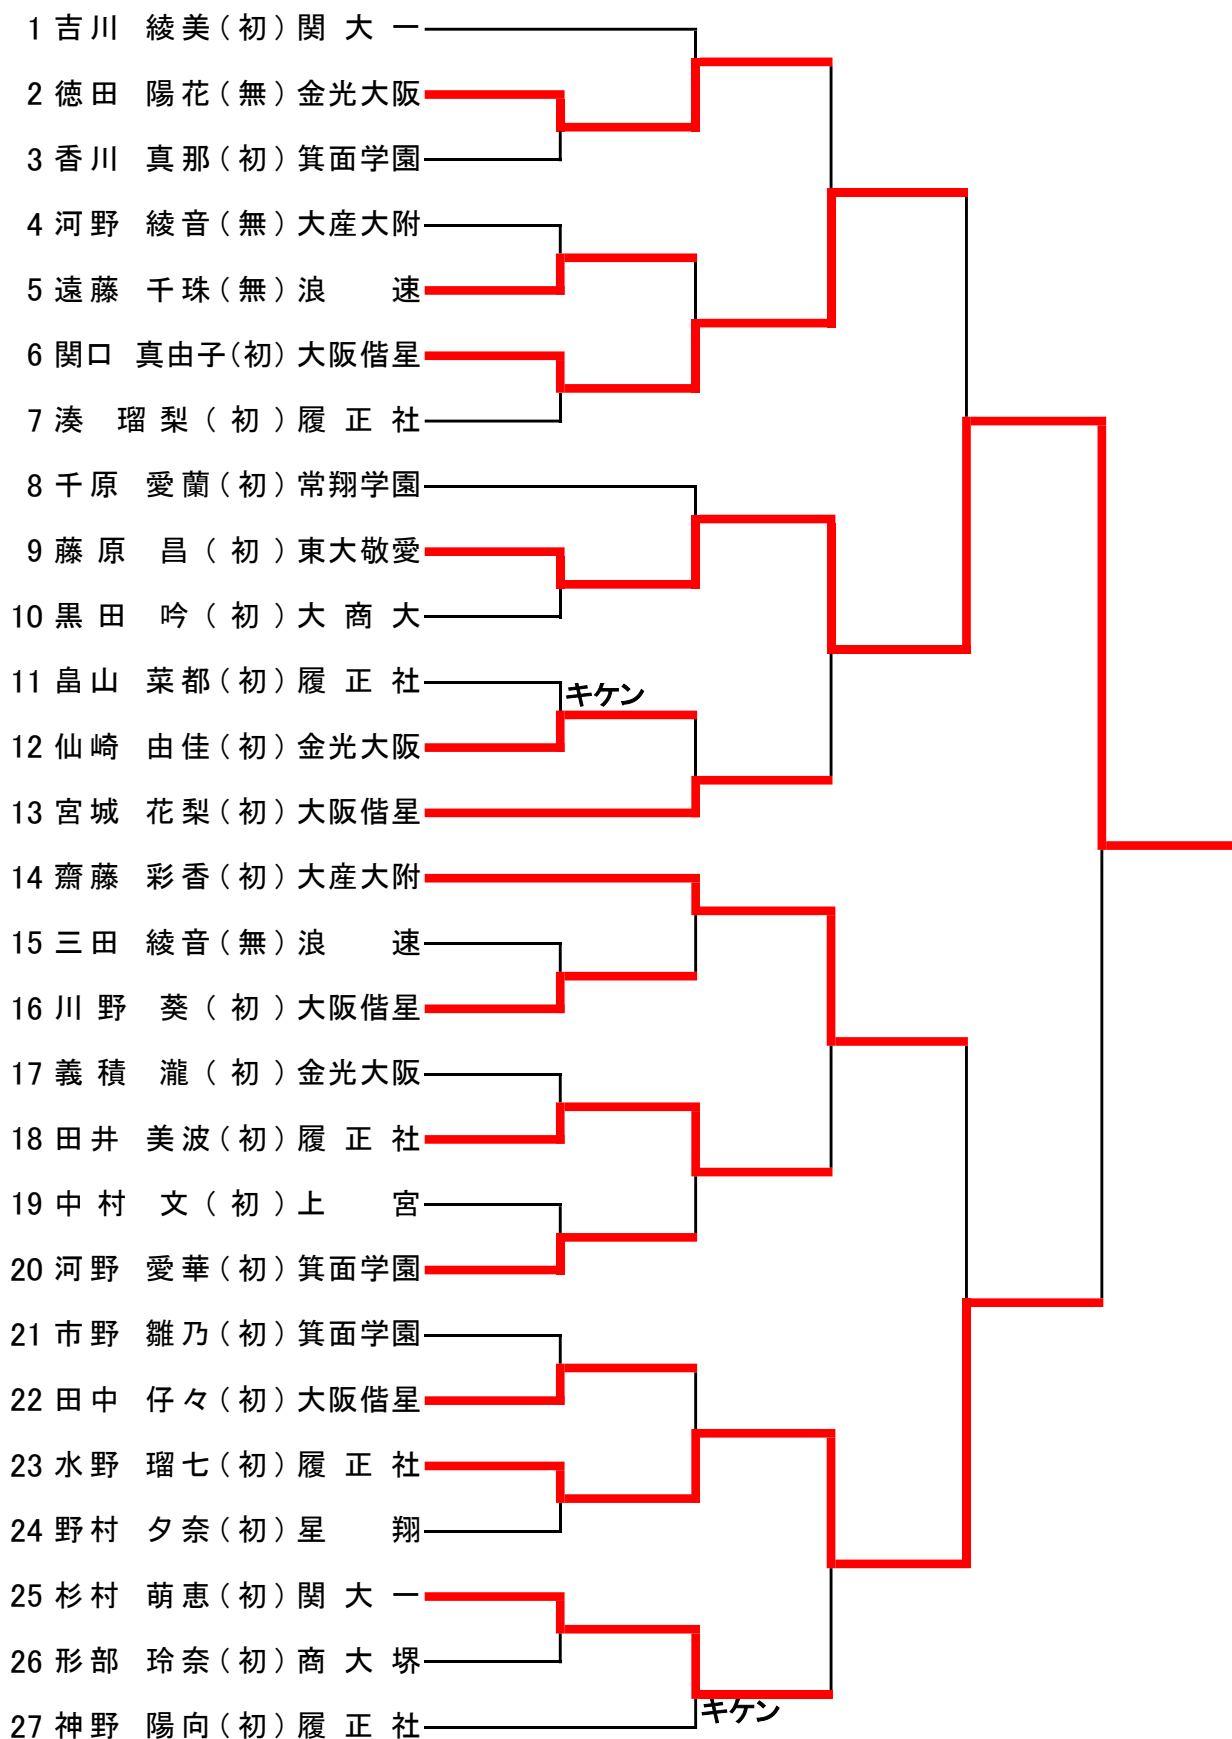 1 吉川 綾美(初) 関大一
2 徳田 陽花(無) 金光大阪
3 香川 真那(初) 箕面学園
4 河野 綾音(無) 大産大附
5 遠藤 千珠(無) 浪速
6 関口 真由子(初) 大阪偕星
7 湊 瑠梨(初) 履正社
8 千原 愛蘭(初) 常翔学園
9 藤原 昌(初) 東大敬愛
10 黒田 吟(初) 大商大
11 畠山 菜都(初) 履正社
キケン
12 仙崎 由佳(初) 金光大阪
13 宮城 花梨(初) 大阪偕星
14 齋藤 彩香(初) 大産大附
15 三田 綾音(無) 浪速
16 川野 葵(初) 大阪偕星
17 義積 瀧(初) 金光大阪
18 田井 美波(初) 履正社
19 中村 文(初) 上宮
20 河野 愛華(初) 箕面学園
21 市野 雛乃(初) 箕面学園
22 田中 仔々(初) 大阪偕星
23 水野 瑠七(初) 履正社
24 野村 夕奈(初) 星翔
25 杉村 萌恵(初) 関大一
26 形部 玲奈(初) 商大堺
キケン
27 神野 陽向(初) 履正社